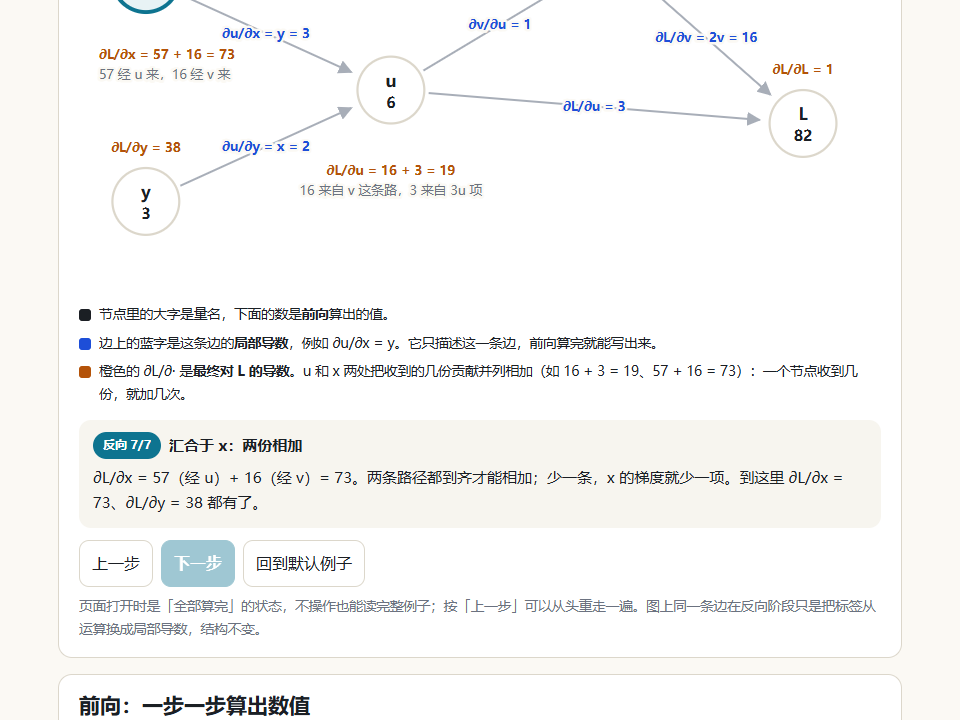 ∂v/∂u = 1
∂u/∂x = y = 3
∂L/∂v = 2v = 16
∂L/∂x = 57 + 16 = 73
57 经 u 来，16 经 v 来
∂L/∂L = 1
u
6
∂L/∂u = 3
L
82
∂L/∂y = 38
∂u/∂y = x = 2
∂L/∂u = 16 + 3 = 19
16 来自 v 这条路，3 来自 3u 项
y
3
节点里的大字是量名，下面的数是前向算出的值。
边上的蓝字是这条边的局部导数，例如 ∂u/∂x = y。它只描述这一条边，前向算完就能写出来。
橙色的 ∂L/∂· 是最终对 L 的导数。u 和 x 两处把收到的几份贡献并列相加（如 16 + 3 = 19、57 + 16 = 73）：一个节点收到几
份，就加几次。
反向 7/7 汇合于 x：两份相加
∂L/∂x = 57（经 u）+ 16（经 v）= 73。两条路径都到齐才能相加；少一条，x 的梯度就少一项。到这里 ∂L/∂x =
73、∂L/∂y = 38 都有了。
上一步 下一步 回到默认例子
页面打开时是「全部算完」的状态，不操作也能读完整例子；按「上一步」可以从头重走一遍。图上同一条边在反向阶段只是把标签从
运算换成局部导数，结构不变。
前向：一步一步算出数值